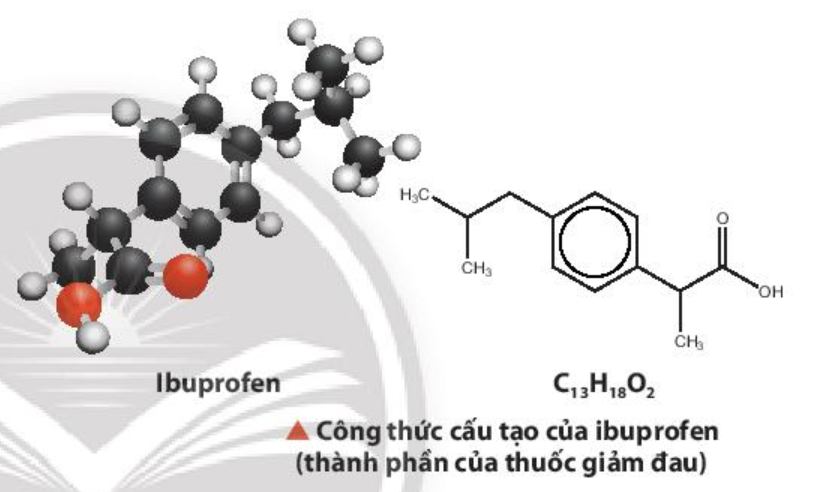 H₃C
CH₃
O
OH
CH₃
Ibuprofen
C₁₃H₁₈O₂
▲ Công thức cấu tạo của ibuprofen
(thành phần của thuốc giảm đau)